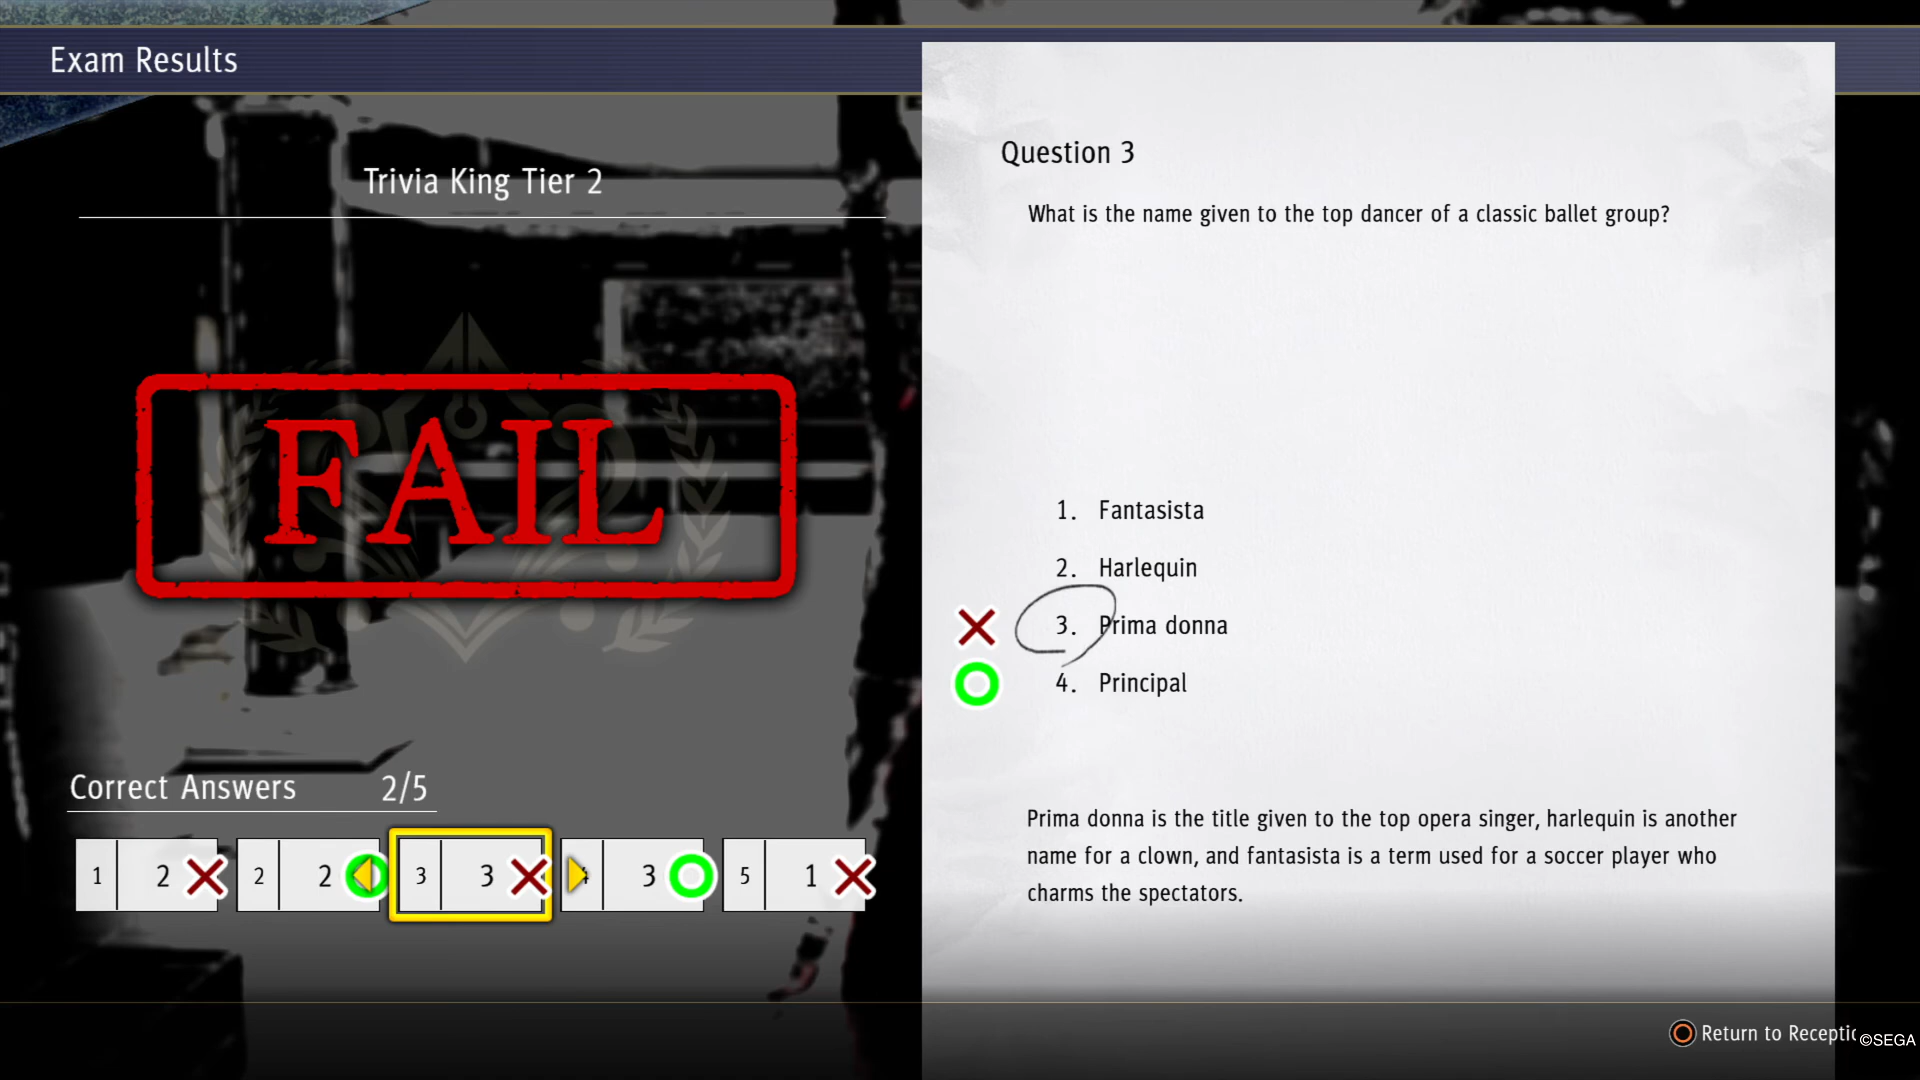 Exam Results
Trivia King Tier 2
FAIL
Correct Answers 2/5
1 2
2 2
3 3
3
5 1
Question 3
What is the name given to the top dancer of a classic ballet group?
1. Fantasista
2. Harlequin
3. Prima donna
4. Principal
Prima donna is the title given to the top opera singer, harlequin is another
name for a clown, and fantasista is a term used for a soccer player who
charms the spectators.
Return to Receptic
©SEGA